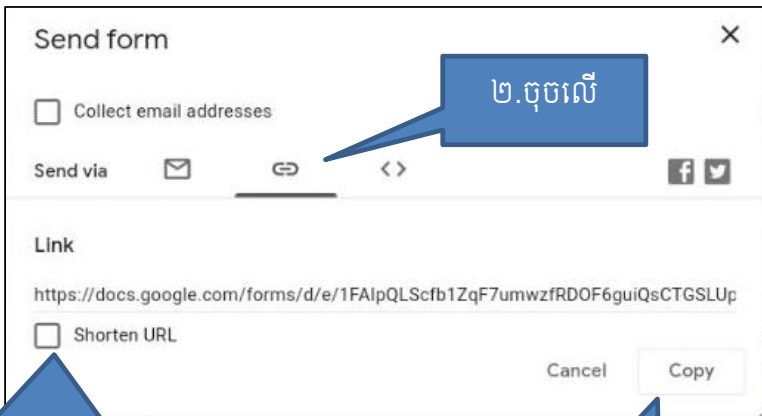 Send form
២.ចុចលើ
Collect email addresses
Send via
Link
https://docs.google.com/forms/d/e/1FAIpQLScfb1ZqF7umwzfRDOF6guiQsCTGSLUp
Shorten URL
Cancel Copy